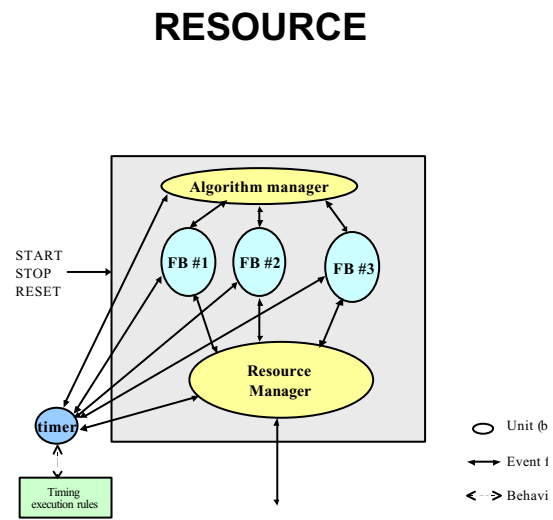 RESOURCE
Algorithm manager
FB #1
FB #2
FB #3
START
STOP
RESET
Resource
Manager
timer
Unit (b
Event f
Timing
execution rules
Behavi